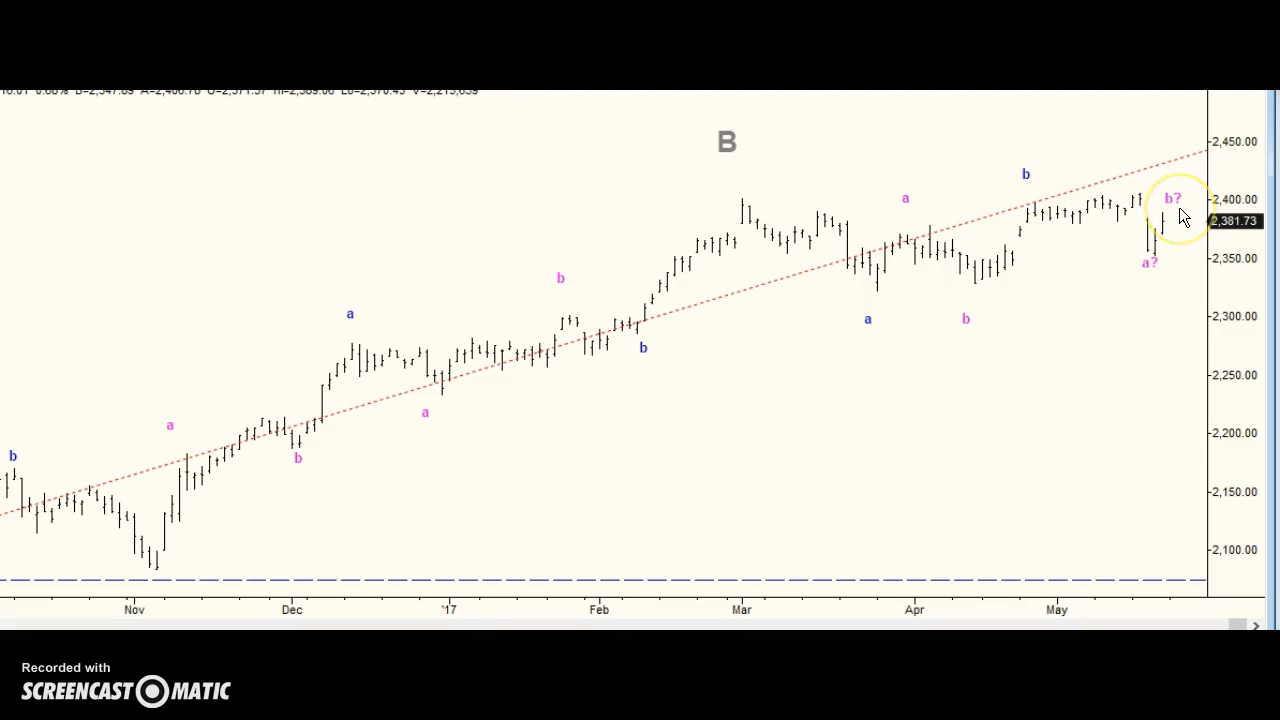 B
2,450.00
b
b?
a
2,400.00
2,381.73
a?
2,350.00
b
a
a
b
2,300.00
b
2,250.00
a
a
2,200.00
b
b
2,150.00
2,100.00
Nov Dec '17 Feb Mar Apr May
Recorded with
SCREENCAST MATIC